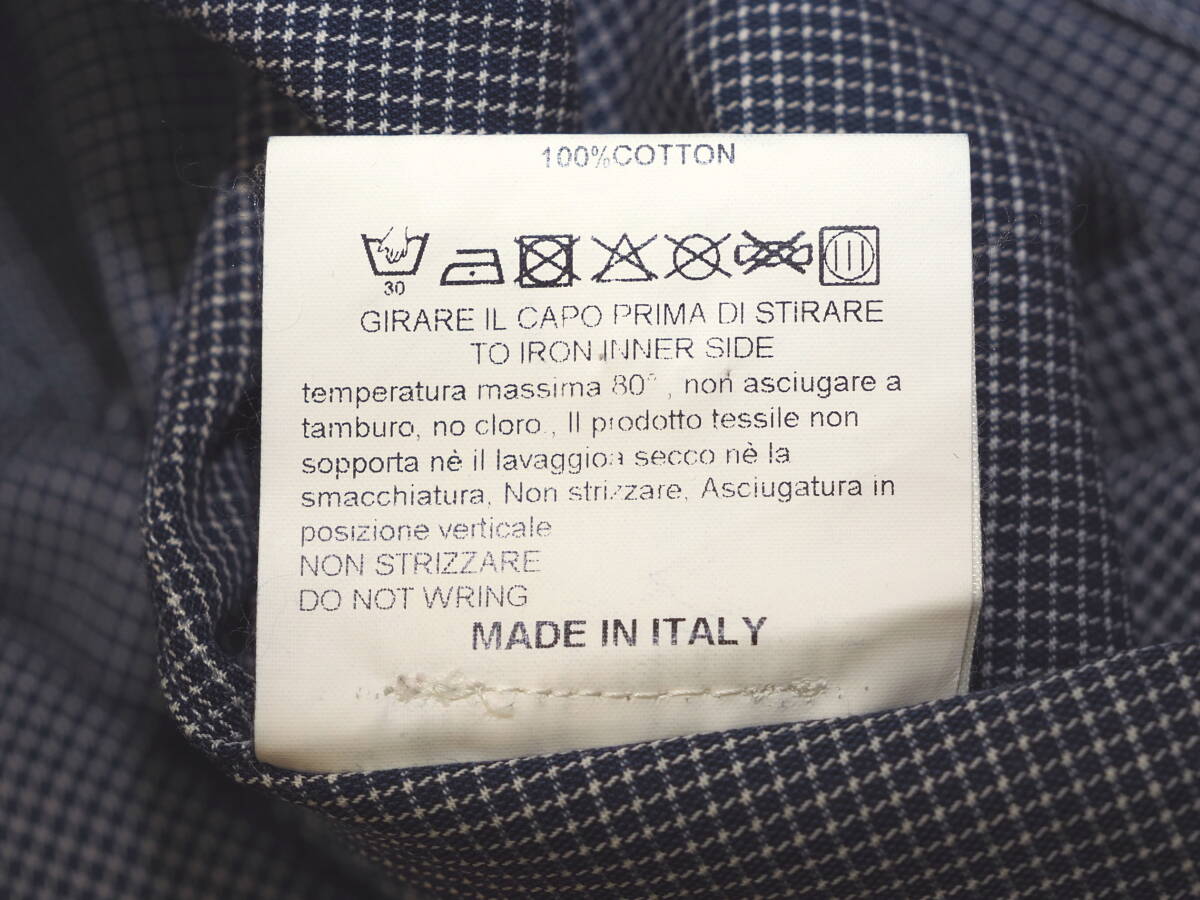 100%COTTON
30
GIRARE IL CAPO PRIMA DI STiRARE
TO IRON INNER SIDE
temperatura massima 80° , non asciugare a
tamburo, no cloro , Il prodotto tessile non
sopporta nè il lavaggioa secco nè la
smacchiatura, Non strizzare, Asciugatura in
posizione verticale
NON STRIZZARE
DO NOT WRING
MADE IN ITALY